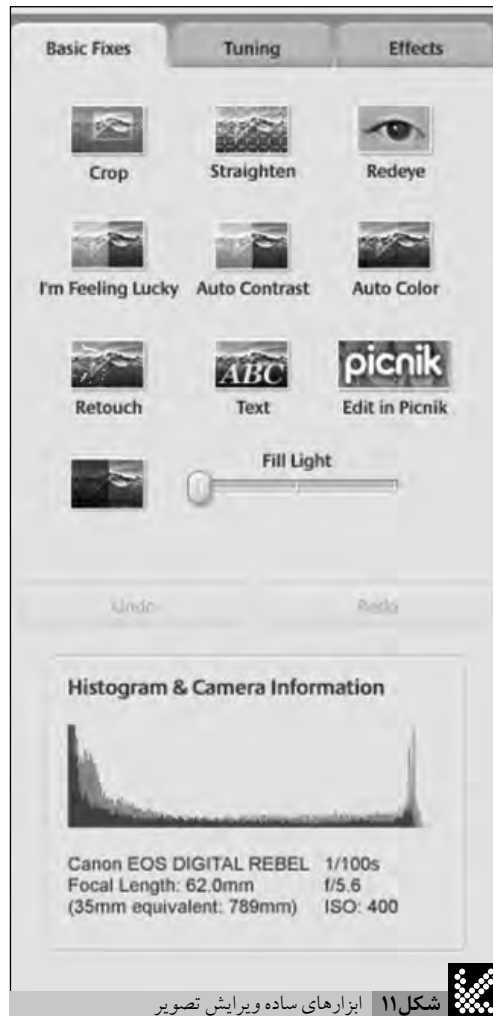 Basic Fixes Tuning Effects
Crop Straighten Redeye
I'm Feeling Lucky Auto Contrast Auto Color
ABC picnik
Retouch Text Edit in Picnik
Fill Light
Undo Redo
Histogram & Camera Information
Canon EOS DIGITAL REBEL 1/100s
Focal Length: 62.0mm f/5.6
(35mm equivalent: 789mm) ISO: 400
شکل۱۱ ابزارهای ساده ویرایش تصویر